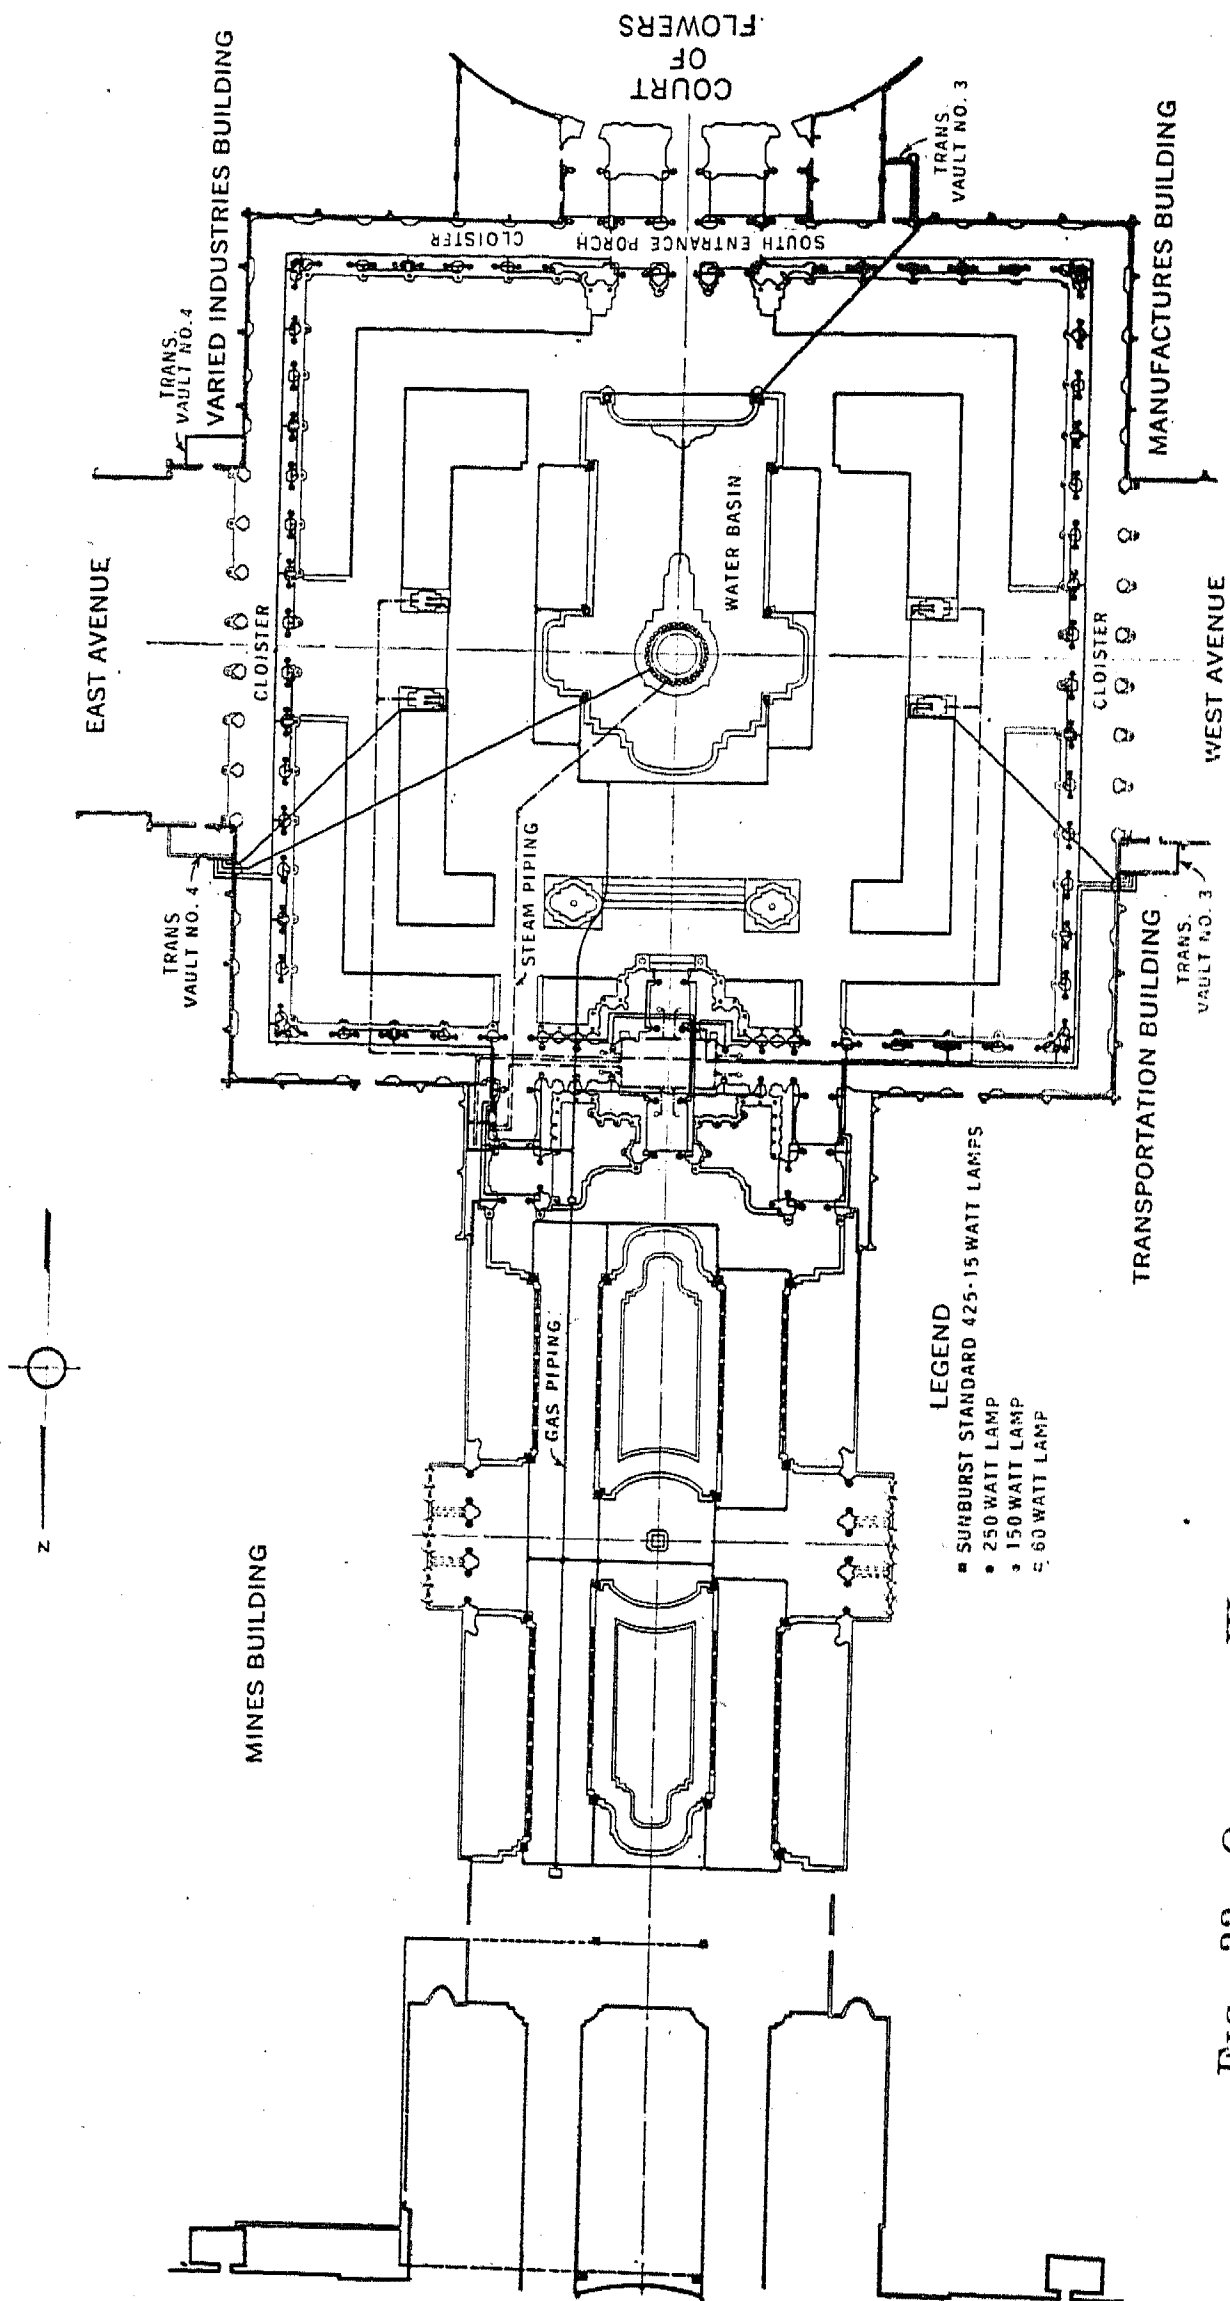 COURT
OF
FLOWERS
VARIED INDUSTRIES BUILDING
TRANS.
VAULT NO. 4
EAST AVENUE
CLOISTER
CLOISTER
SOUTH ENTRANCE PORCH
TRANS.
VAULT NO. 3
MANUFACTURES BUILDING
WATER BASIN
CLOISTER
WEST AVENUE
TRANS
VAULT NO. 4
STEAM PIPING
TRANS.
VAULT NO. 3
TRANSPORTATION BUILDING
N
MINES BUILDING
GAS PIPING
LEGEND
SUNBURST STANDARD 425-15 WATT LAMPS
250 WATT LAMP
150 WATT LAMP
60 WATT LAMP